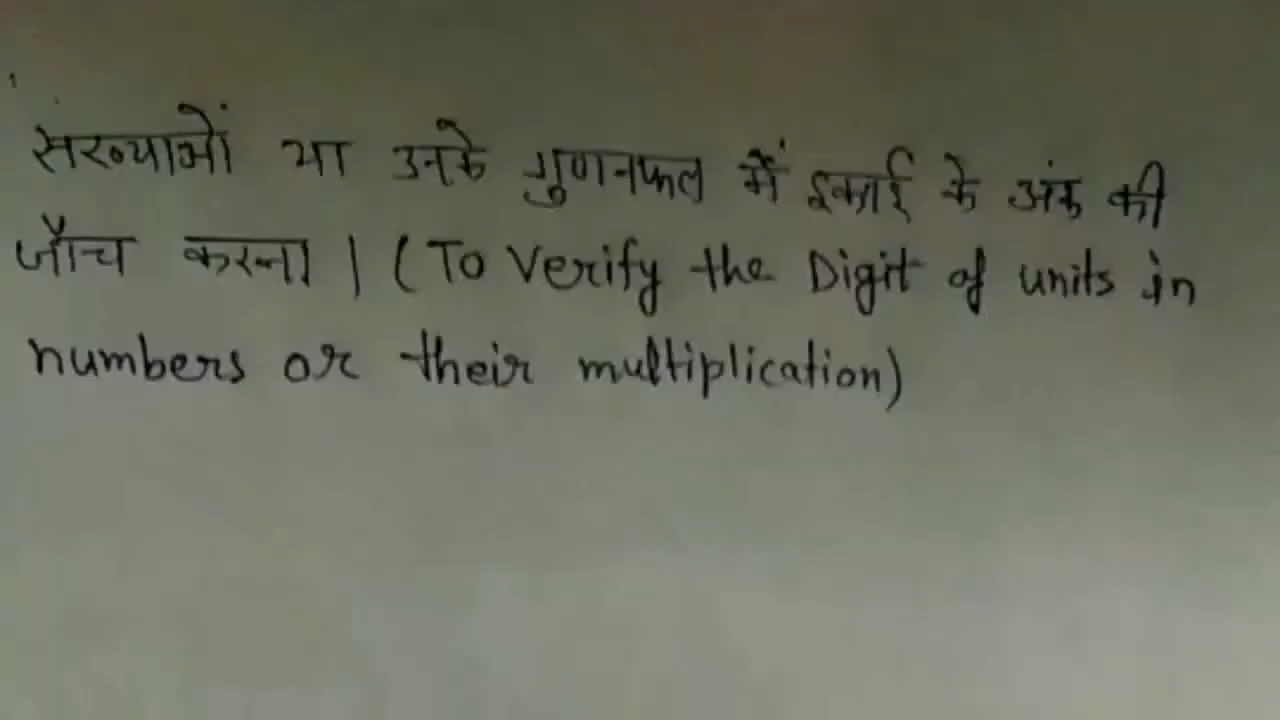 संख्याओं या उनके गुणनफल में इकाई के अंक की
जाँच करना । (To Verify the Digit of units in
numbers or their multiplication)